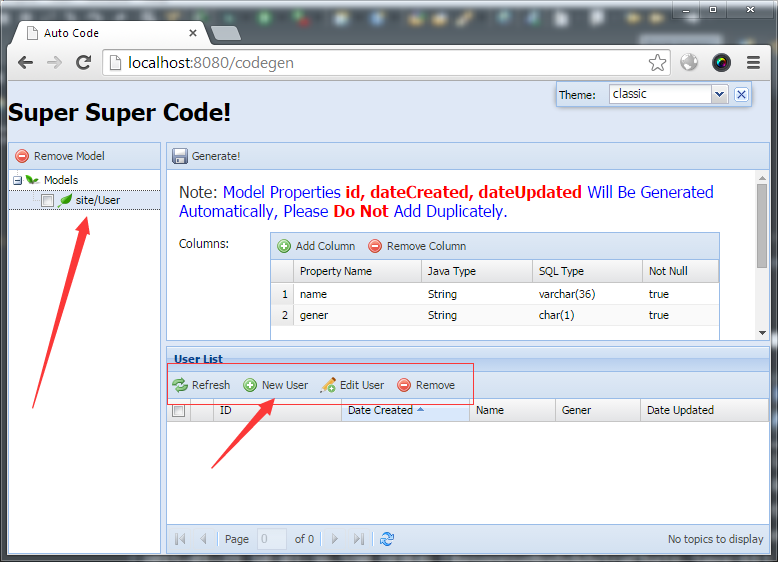 Auto Code
localhost:8080/codegen
Theme: classic
Super Super Code!
Remove Model
Models
site/User
Generate!
Note: Model Properties id, dateCreated, dateUpdated Will Be Generated
Automatically, Please Do Not Add Duplicately.
Columns:
Add Column Remove Column
Property Name Java Type SQL Type Not Null
1 name String varchar(36) true
2 gener String char(1) true
User List
Refresh New User Edit User Remove
ID Date Created Name Gener Date Updated
Page 0 of 0 No topics to display